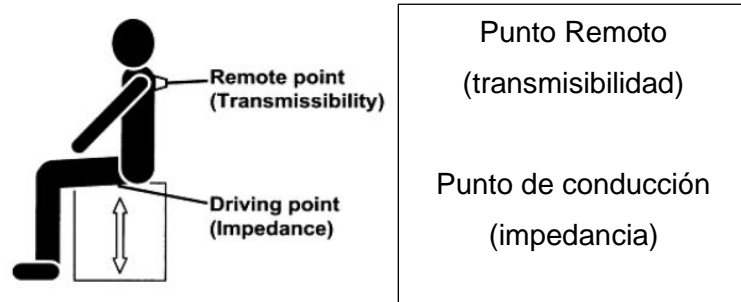 Remote point
(Transmissibility)
Driving point
(Impedance)
Punto Remoto
(transmisibilidad)
Punto de conducción
(impedancia)